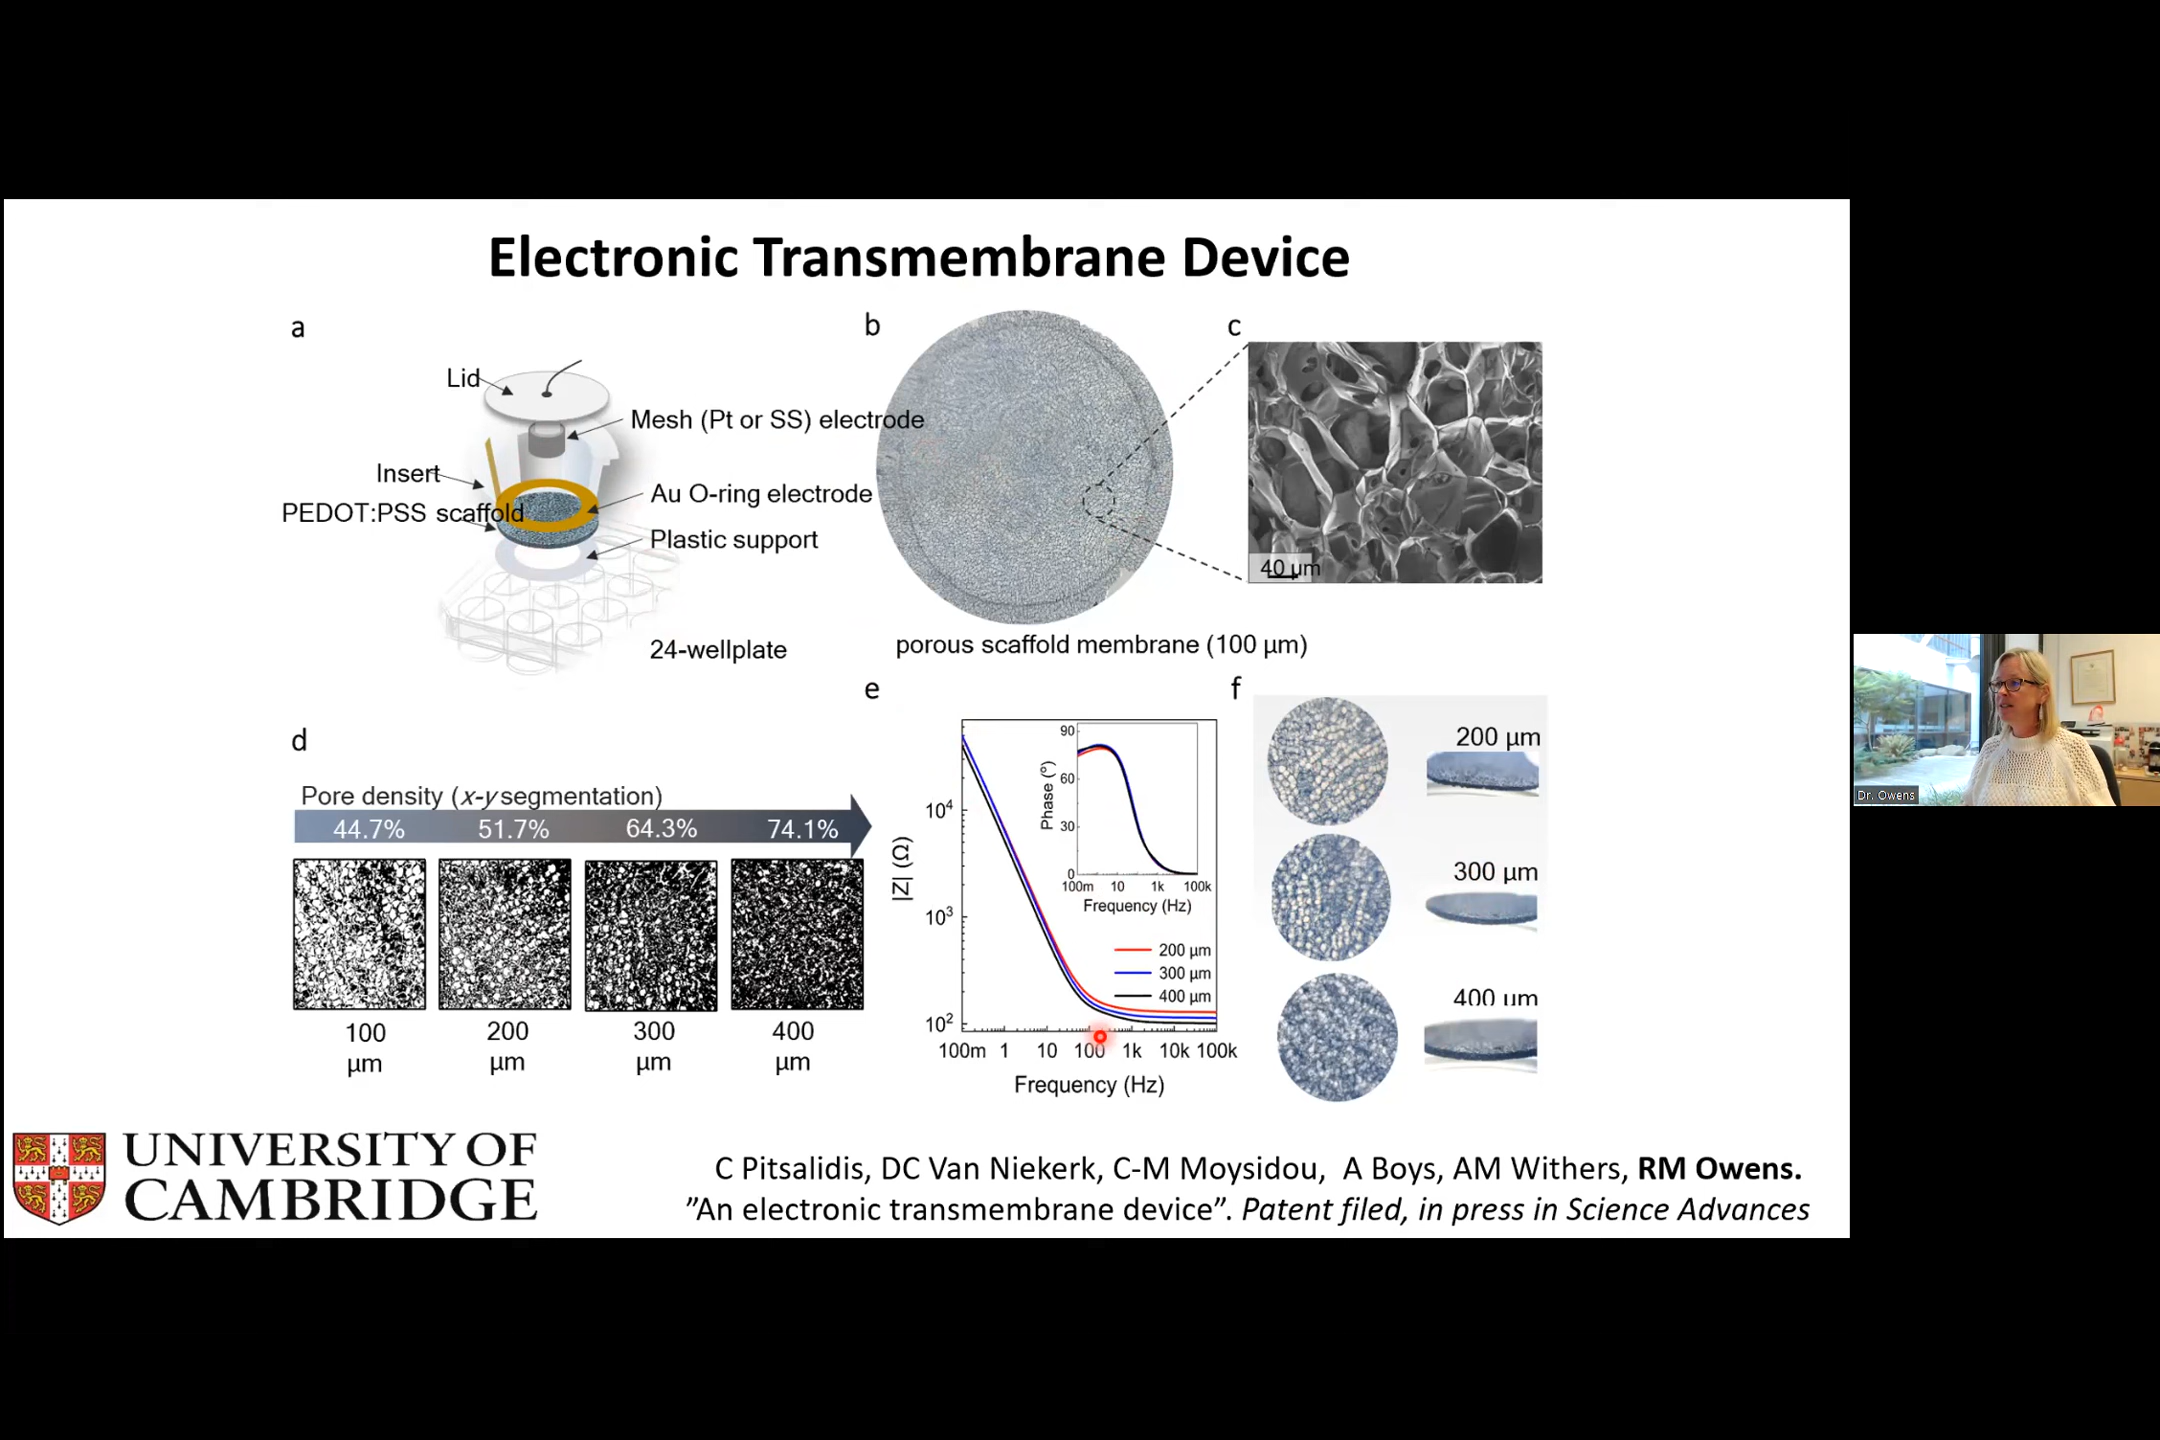 Electronic Transmembrane Device
a
Lid
Mesh (Pt or SS) electrode
Insert
Au O-ring electrode
PEDOT:PSS scaffold
Plastic support
24-wellplate
b
porous scaffold membrane (100 µm)
c
40 µm
d
Pore density (x-y segmentation)
44.7% 51.7% 64.3% 74.1%
100 µm
200 µm
300 µm
400 µm
e
|Z| (Ω)
10⁴
10³
10²
100m 1 10 100 1k 10k 100k
Frequency (Hz)
Phase (º)
90
60
30
0
100m 10 1k 100k
Frequency (Hz)
200 µm
300 µm
400 µm
f
200 µm
300 µm
400 µm
UNIVERSITY OF
CAMBRIDGE
C Pitsalidis, DC Van Niekerk, C-M Moysidou, A Boys, AM Withers, RM Owens.
”An electronic transmembrane device”. Patent filed, in press in Science Advances
Dr. Owens